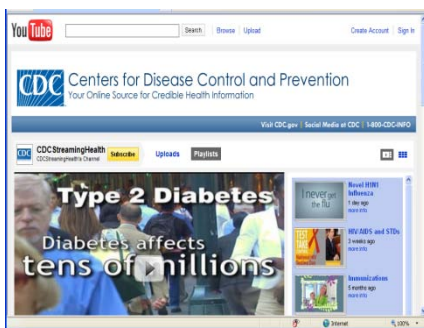 YouTube
Search | Browse | Upload
Create Account | Sign In
CDC
Centers for Disease Control and Prevention
Your Online Source for Credible Health Information
Visit CDC.gov | Social Media at CDC | 1-800-CDC-INFO
CDC
CDCStreamingHealth
CDCStreamingHealth's Channel
Subscribe
Uploads
Playlists
Type 2 Diabetes
Diabetes affects
tens of millions
I never get
the flu
Novel H1N1
Influenza
1 day ago
more info
TEST
TAKE
CONTROL
HIV/AIDS and STDs
3 weeks ago
more info
Immunizations
5 months ago
more info
Internet
100%